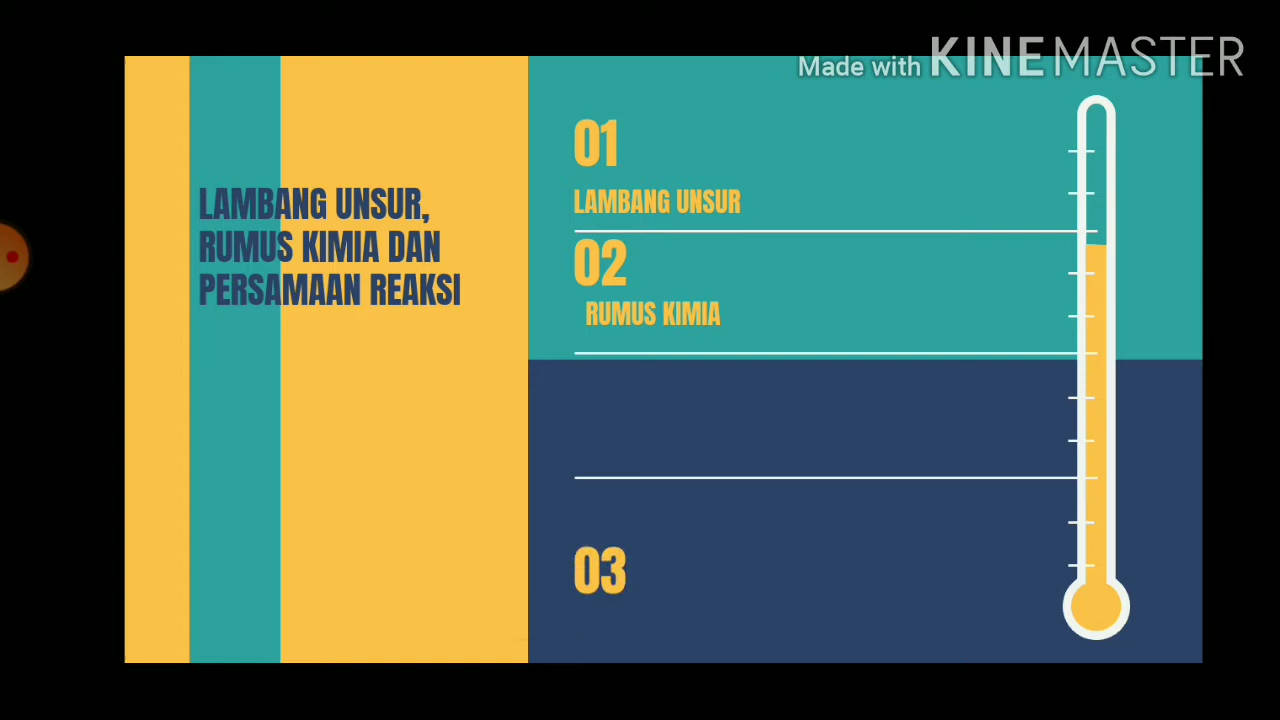 Made with KINEMASTER
LAMBANG UNSUR,
RUMUS KIMIA DAN
PERSAMAAN REAKSI
01
LAMBANG UNSUR
02
RUMUS KIMIA
03